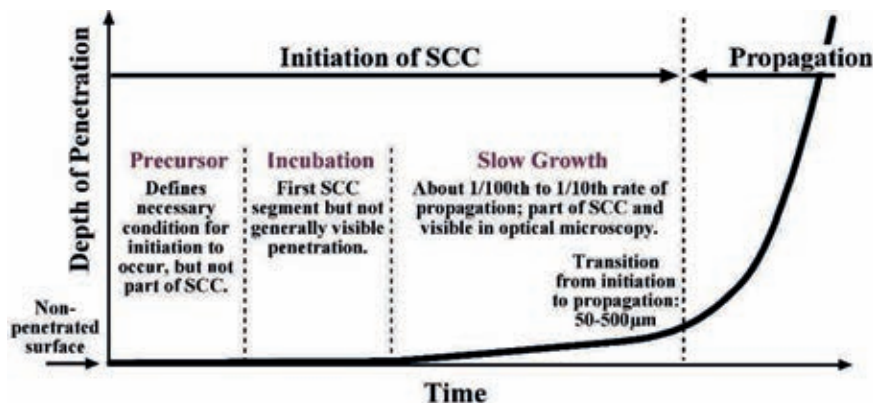 Depth of Penetration
Initiation of SCC
Propagation
Precursor
Defines
necessary
condition for
initiation to
occur, but not
part of SCC.
Incubation
First SCC
segment but not
generally visible
penetration.
Slow Growth
About 1/100th to 1/10th rate of
propagation; part of SCC and
visible in optical microscopy.
Transition
from initiation
to propagation:
50-500µm
Non-
penetrated
surface
Time